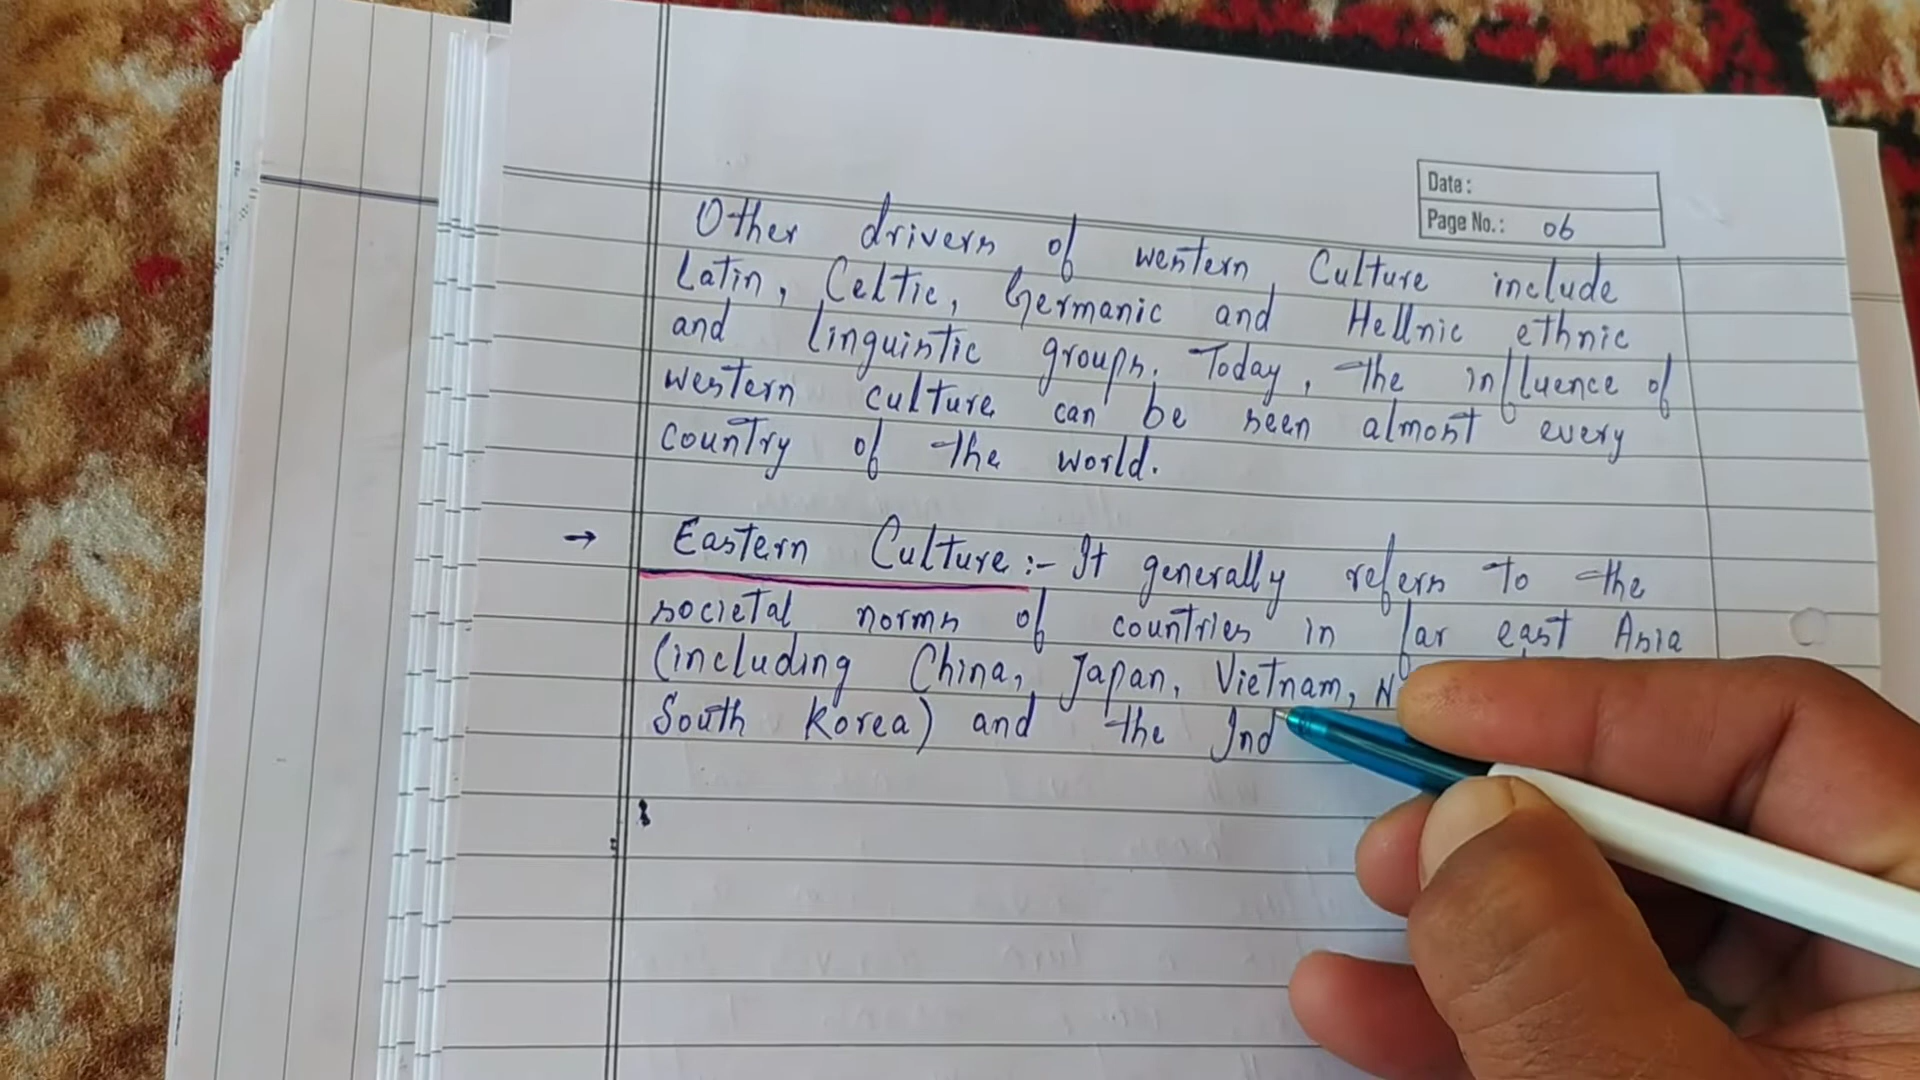 Date:
Page No.: 06
Other drivers of western Culture include
Latin, Celtic, Germanic and Hellnic ethnic
and linguistic groups. Today, the influence of
western culture can be seen almost every
country of the world.
→ Eastern Culture :- It generally refers to the
societal norms of countries in far east Asia
(including China, Japan, Vietnam, N
South Korea) and the Ind